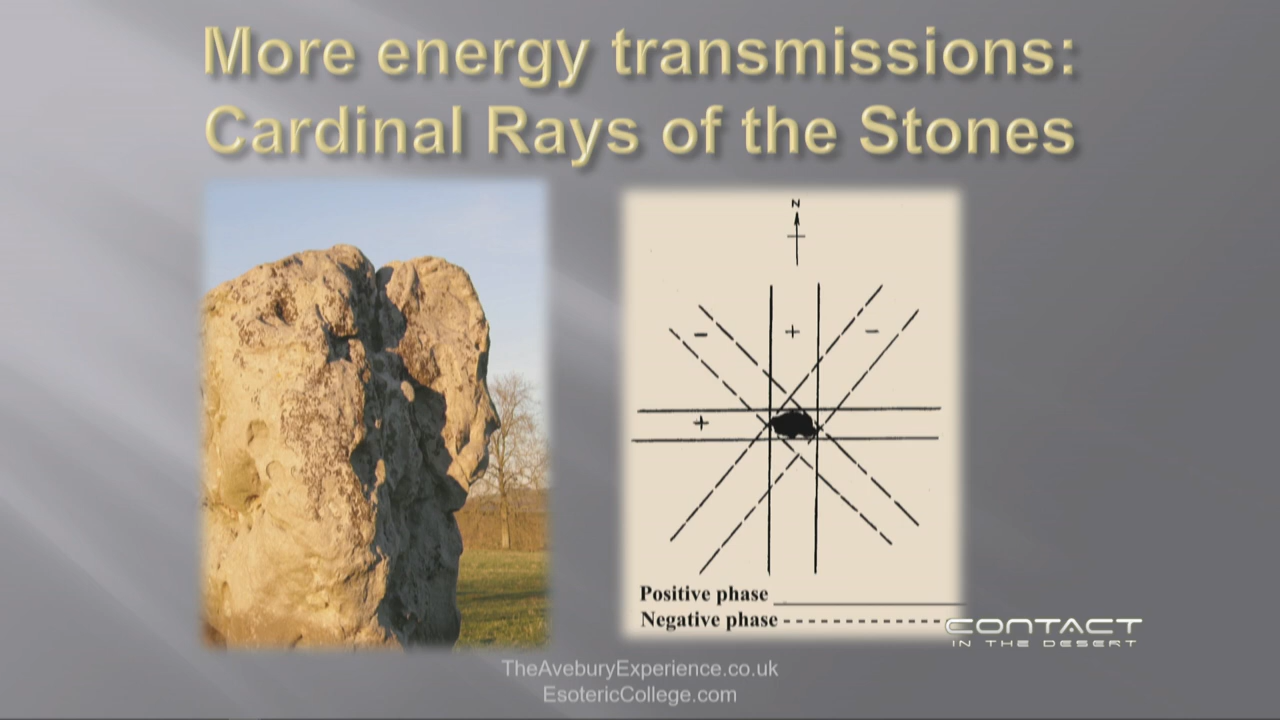 More energy transmissions:
Cardinal Rays of the Stones
N
- + -
+
Positive phase
Negative phase
CONTACT
IN THE DESERT
TheAveburyExperience.co.uk
EsotericCollege.com